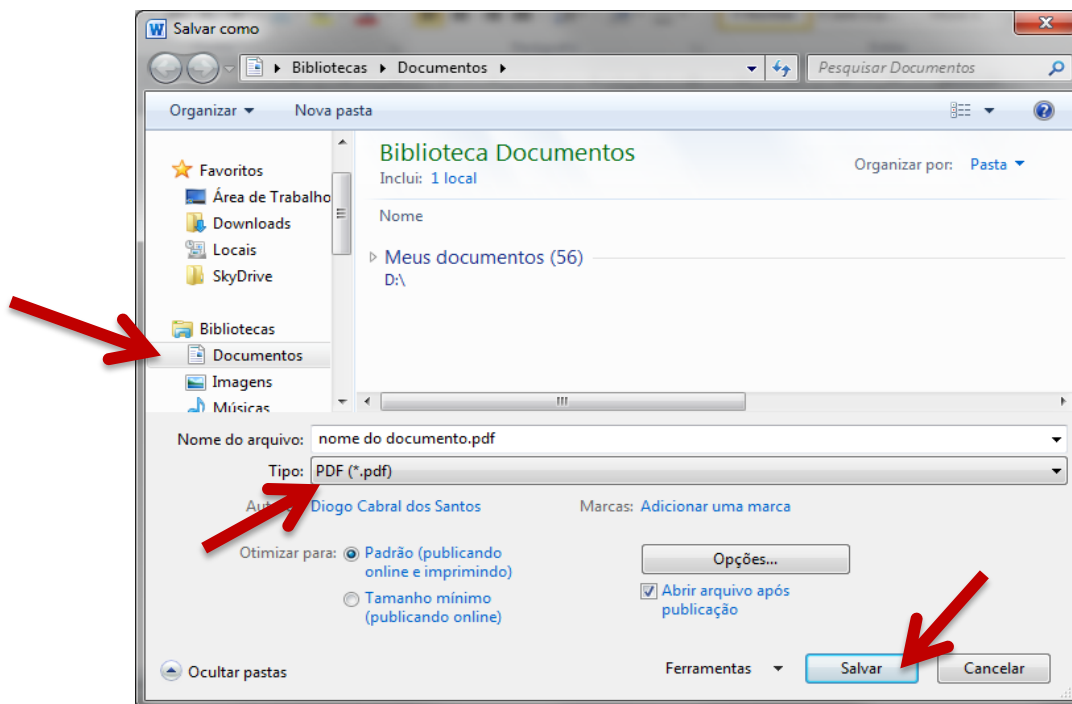 Salvar como
Bibliotecas Documentos
Pesquisar Documentos
Organizar Nova pasta
Favoritos
Área de Trabalho
Downloads
Locais
SkyDrive
Bibliotecas
Documentos
Imagens
Músicas
Biblioteca Documentos
Inclui: 1 local
Organizar por: Pasta
Nome
Meus documentos (56)
D:\
Nome do arquivo: nome do documento.pdf
Tipo: PDF (*.pdf)
Diogo Cabral dos Santos
Marcas: Adicionar uma marca
Otimizar para: Padrão (publicando
online e imprimindo)
Tamanho mínimo
(publicando online)
Opções...
Abrir arquivo após
publicação
Ocultar pastas
Ferramentas Salvar Cancelar